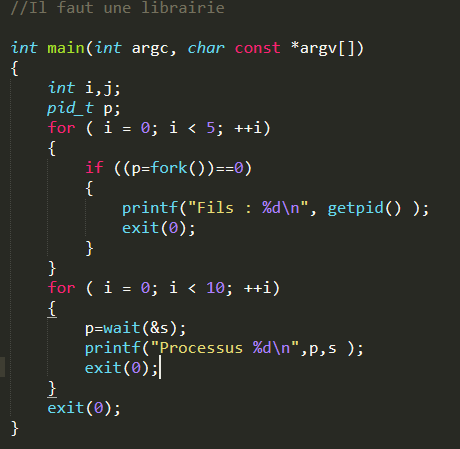 //Il faut une librairie
int main(int argc, char const *argv[])
{
int i,j;
pid_t p;
for ( i = 0; i < 5; ++i)
{
if ((p=fork())==0)
{
printf("Fils : %d\n", getpid() );
exit(0);
}
}
for ( i = 0; i < 10; ++i)
{
p=wait(&s);
printf("Processus %d\n",p,s );
exit(0);
}
exit(0);
}